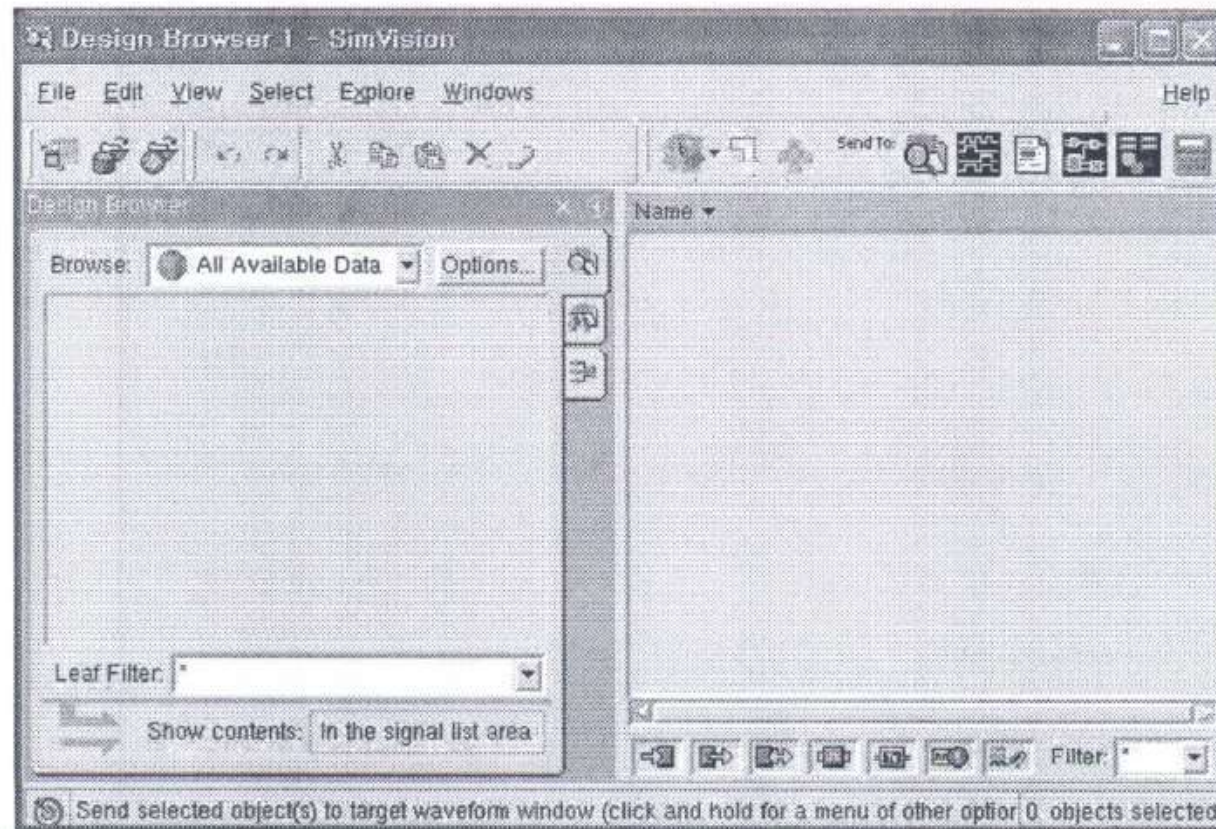 Design Browser 1 - SimVision
File Edit View Select Explore Windows Help
Send To:
Design Browser
Name
Browse: All Available Data Options...
Leaf Filter: *
Show contents: In the signal list area
Filter: *
Send selected object(s) to target waveform window (click and hold for a menu of other option 0 objects selected